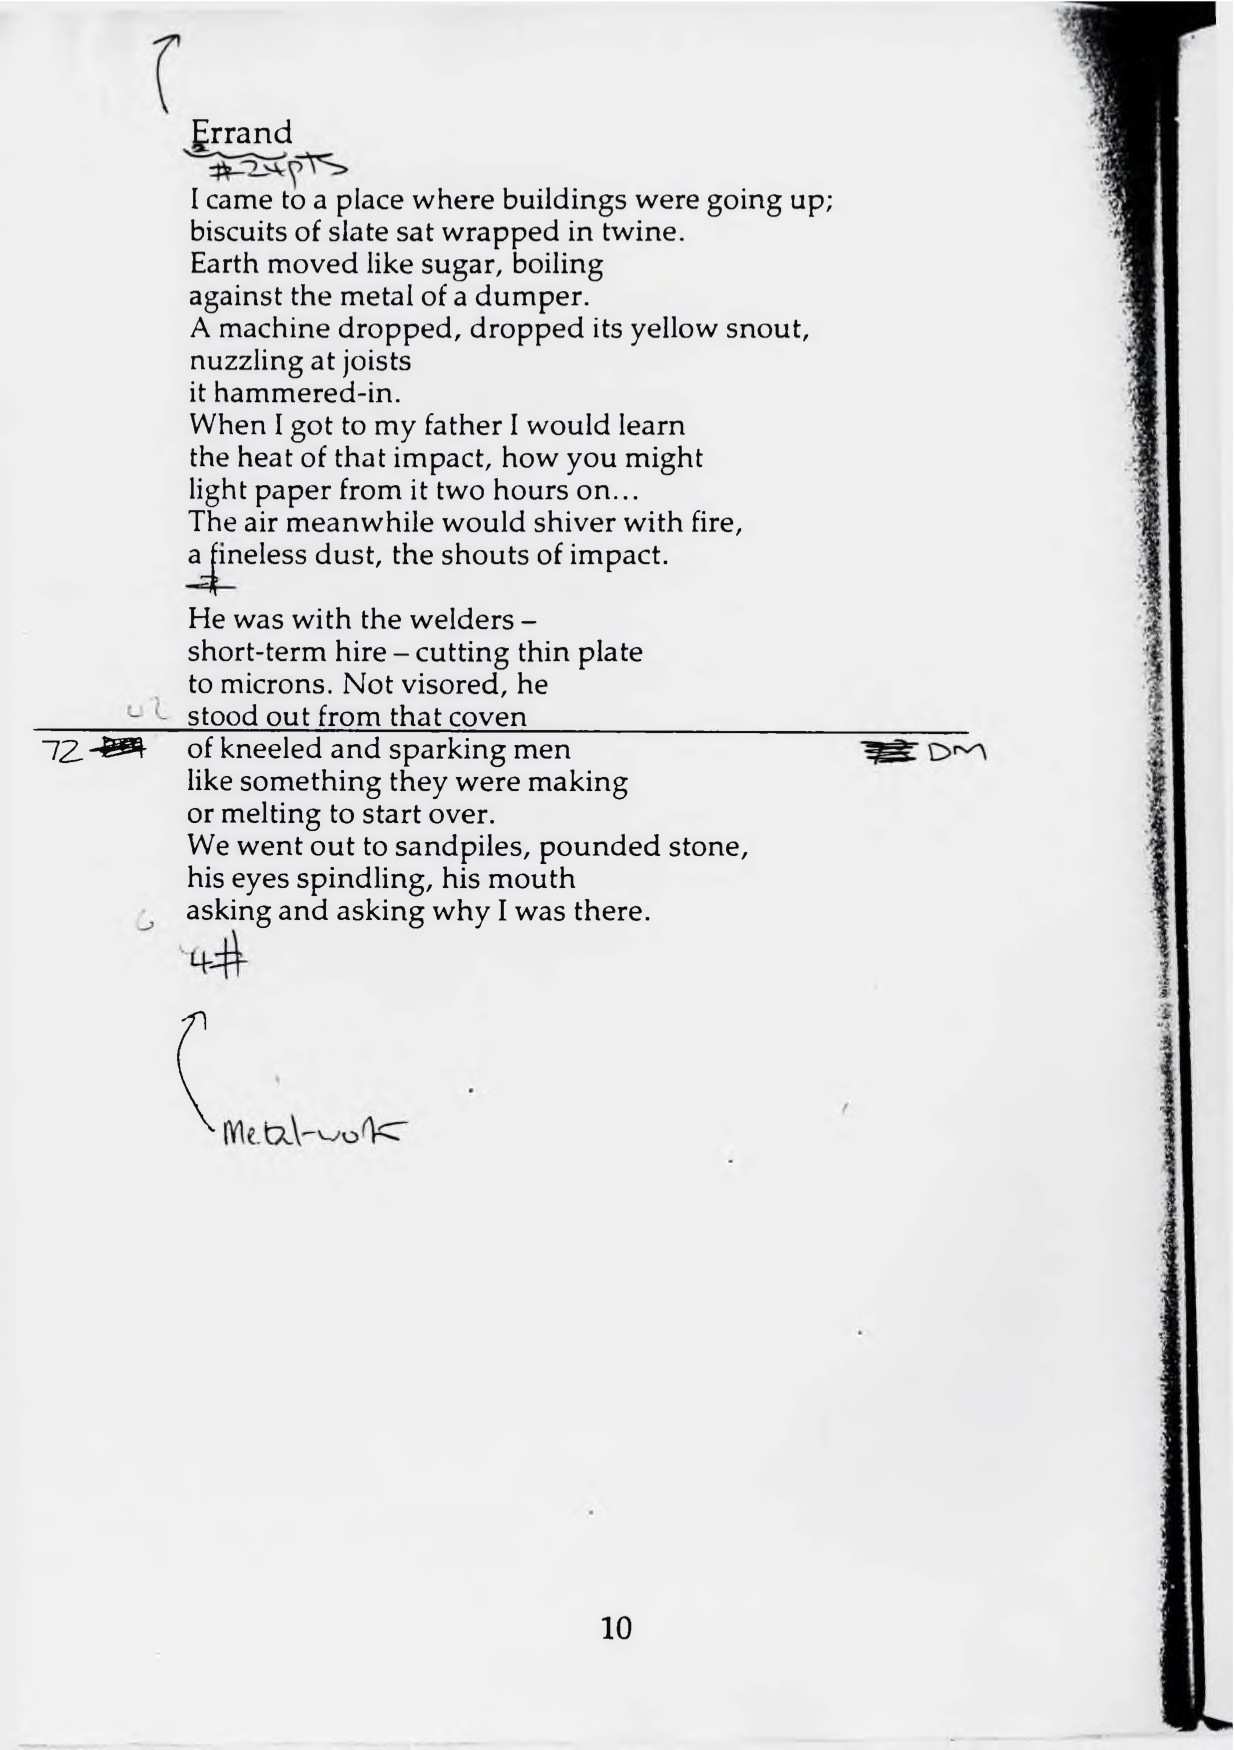 Errand
# 24pts
I came to a place where buildings were going up;
biscuits of slate sat wrapped in twine.
Earth moved like sugar, boiling
against the metal of a dumper.
A machine dropped, dropped its yellow snout,
nuzzling at joists
it hammered-in.
When I got to my father I would learn
the heat of that impact, how you might
light paper from it two hours on...
The air meanwhile would shiver with fire,
a fineless dust, the shouts of impact.
He was with the welders –
short-term hire – cutting thin plate
to microns. Not visored, he
stood out from that coven
72 of kneeled and sparking men DM
like something they were making
or melting to start over.
We went out to sandpiles, pounded stone,
his eyes spindling, his mouth
asking and asking why I was there.
4#
Metal-work
10